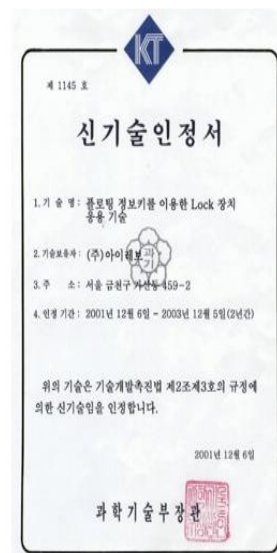 KT
제 1145 호
신기술인정서
1. 기 술 명: 플로팅 정보키를 이용한 Lock 장치
응용 기술
2. 기술보유자: (주)아이레보
3. 주 소: 서울 금천구 가산동 459-2
4. 인정 기간: 2001년 12월 6일 ~ 2003년 12월 5일(2년간)
위의 기술은 기술개발촉진법 제2조제3호의 규정에
의한 신기술임을 인정합니다.
2001년 12월 6일
과학기술부장관